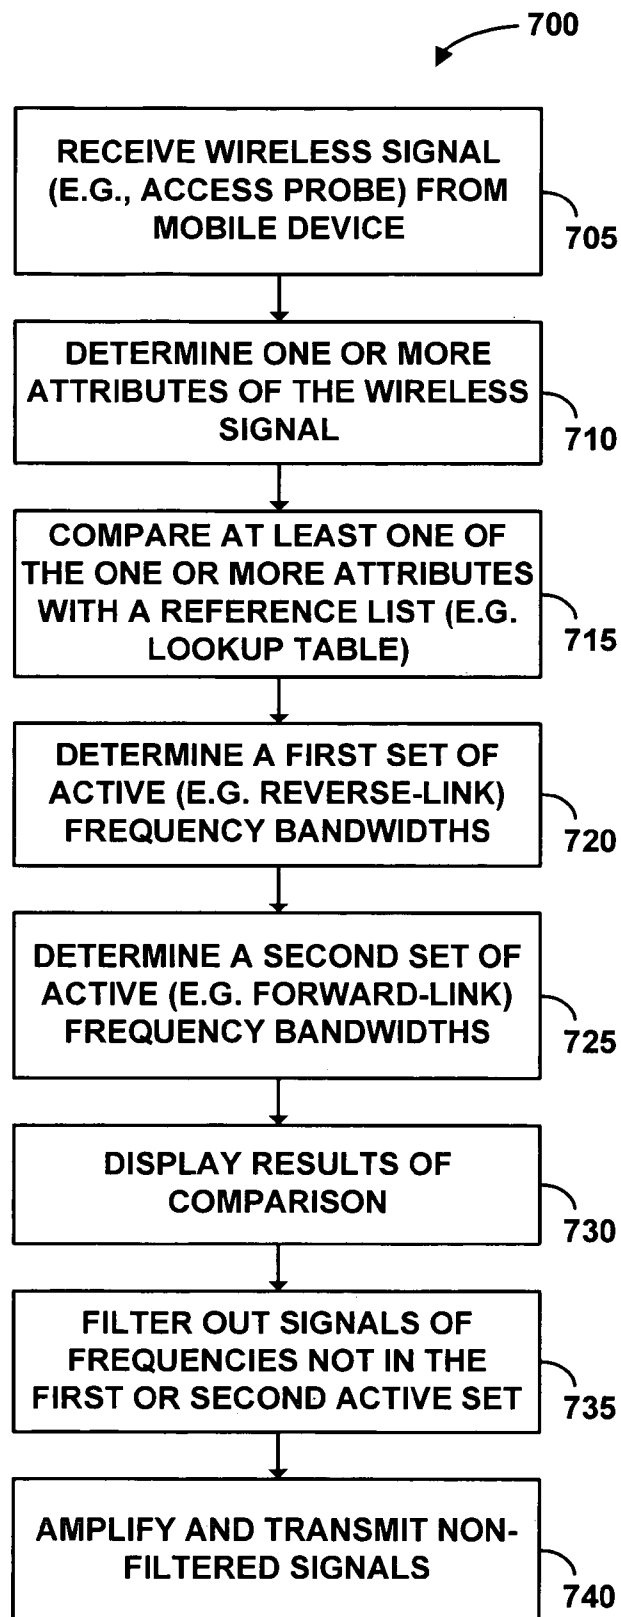 700
RECEIVE WIRELESS SIGNAL
(E.G., ACCESS PROBE) FROM
MOBILE DEVICE
705
DETERMINE ONE OR MORE
ATTRIBUTES OF THE WIRELESS
SIGNAL
710
COMPARE AT LEAST ONE OF
THE ONE OR MORE ATTRIBUTES
WITH A REFERENCE LIST (E.G.
LOOKUP TABLE)
715
DETERMINE A FIRST SET OF
ACTIVE (E.G. REVERSE-LINK)
FREQUENCY BANDWIDTHS
720
DETERMINE A SECOND SET OF
ACTIVE (E.G. FORWARD-LINK)
FREQUENCY BANDWIDTHS
725
DISPLAY RESULTS OF
COMPARISON
730
FILTER OUT SIGNALS OF
FREQUENCIES NOT IN THE
FIRST OR SECOND ACTIVE SET
735
AMPLIFY AND TRANSMIT NON-
FILTERED SIGNALS
740